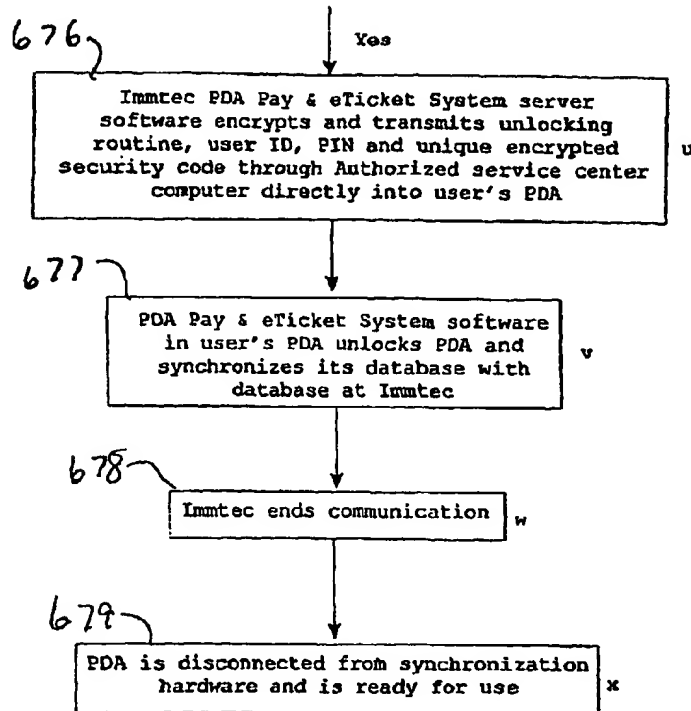 676
Yes
Immtec PDA Pay & eTicket System server
software encrypts and transmits unlocking
routine, user ID, PIN and unique encrypted
security code through Authorized service center
computer directly into user's PDA
u
677
PDA Pay & eTicket System software
in user's PDA unlocks PDA and
synchronizes its database with
database at Immtec
v
678
Immtec ends communication
w
679
PDA is disconnected from synchronization
hardware and is ready for use
x